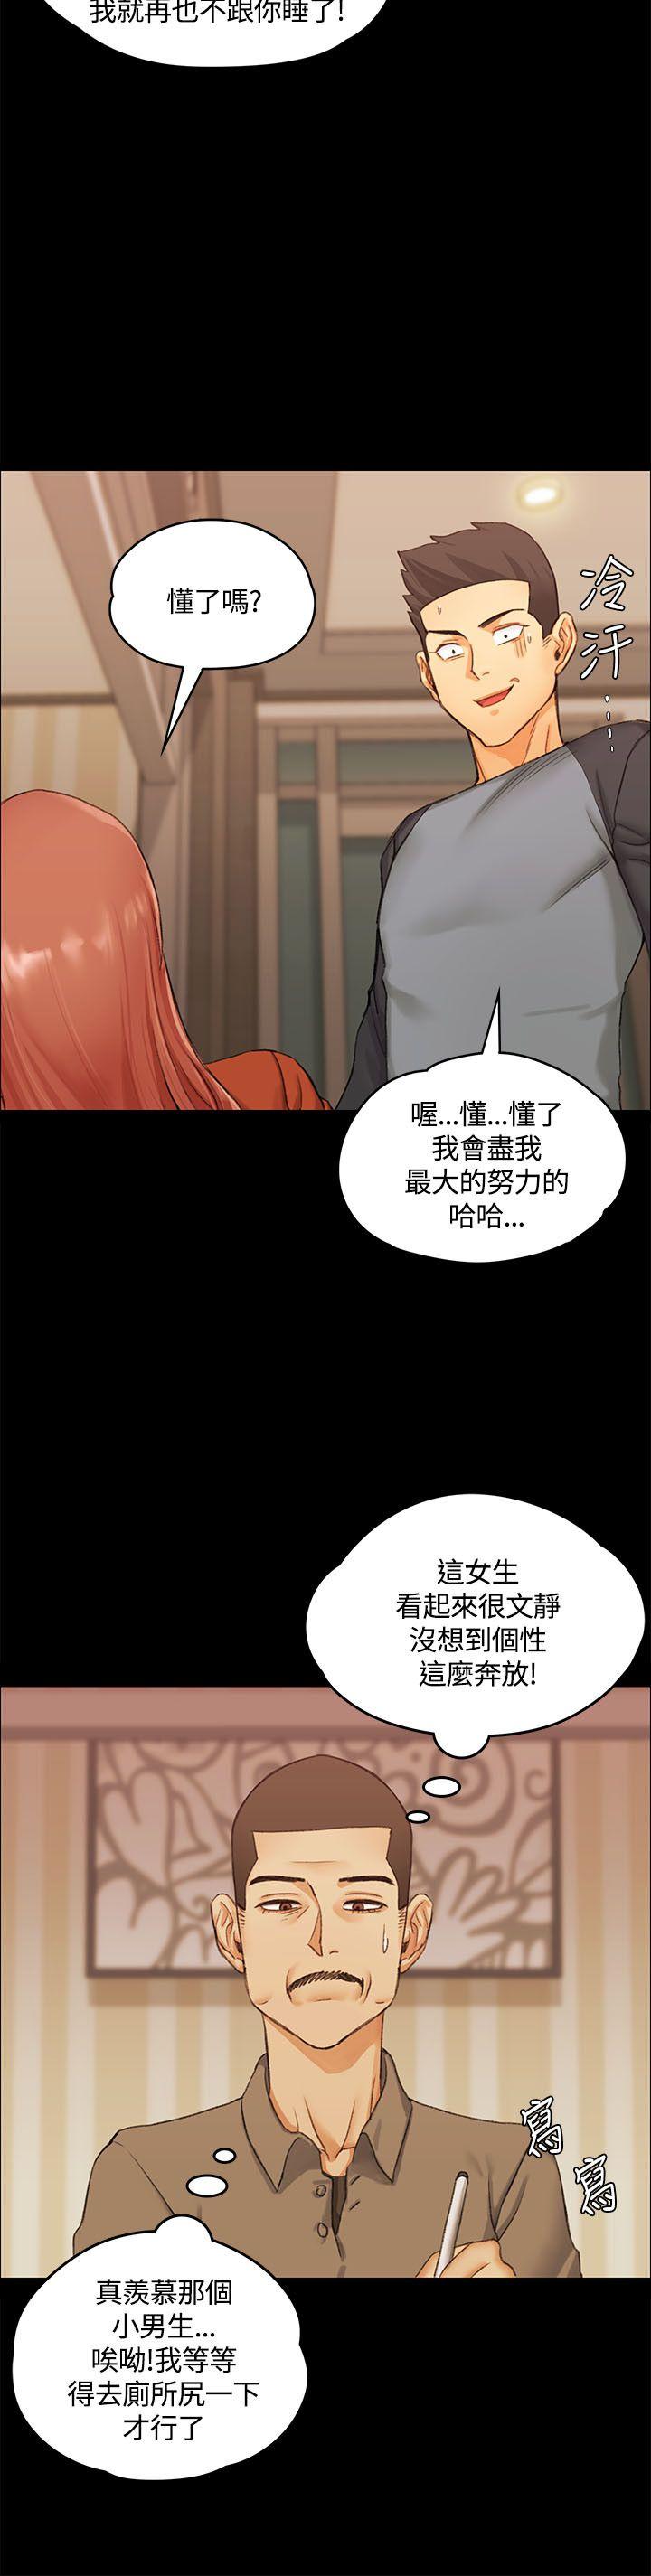 我就再也不跟你睡了!
懂了嗎?
冷汗....
喔...懂...懂了
我會盡我
最大的努力的
哈哈...
這女生
看起來很文靜
沒想到個性
這麼奔放!
寫
寫
真羨慕那個
小男生...
唉呦!我等等
得去廁所尻一下
才行了